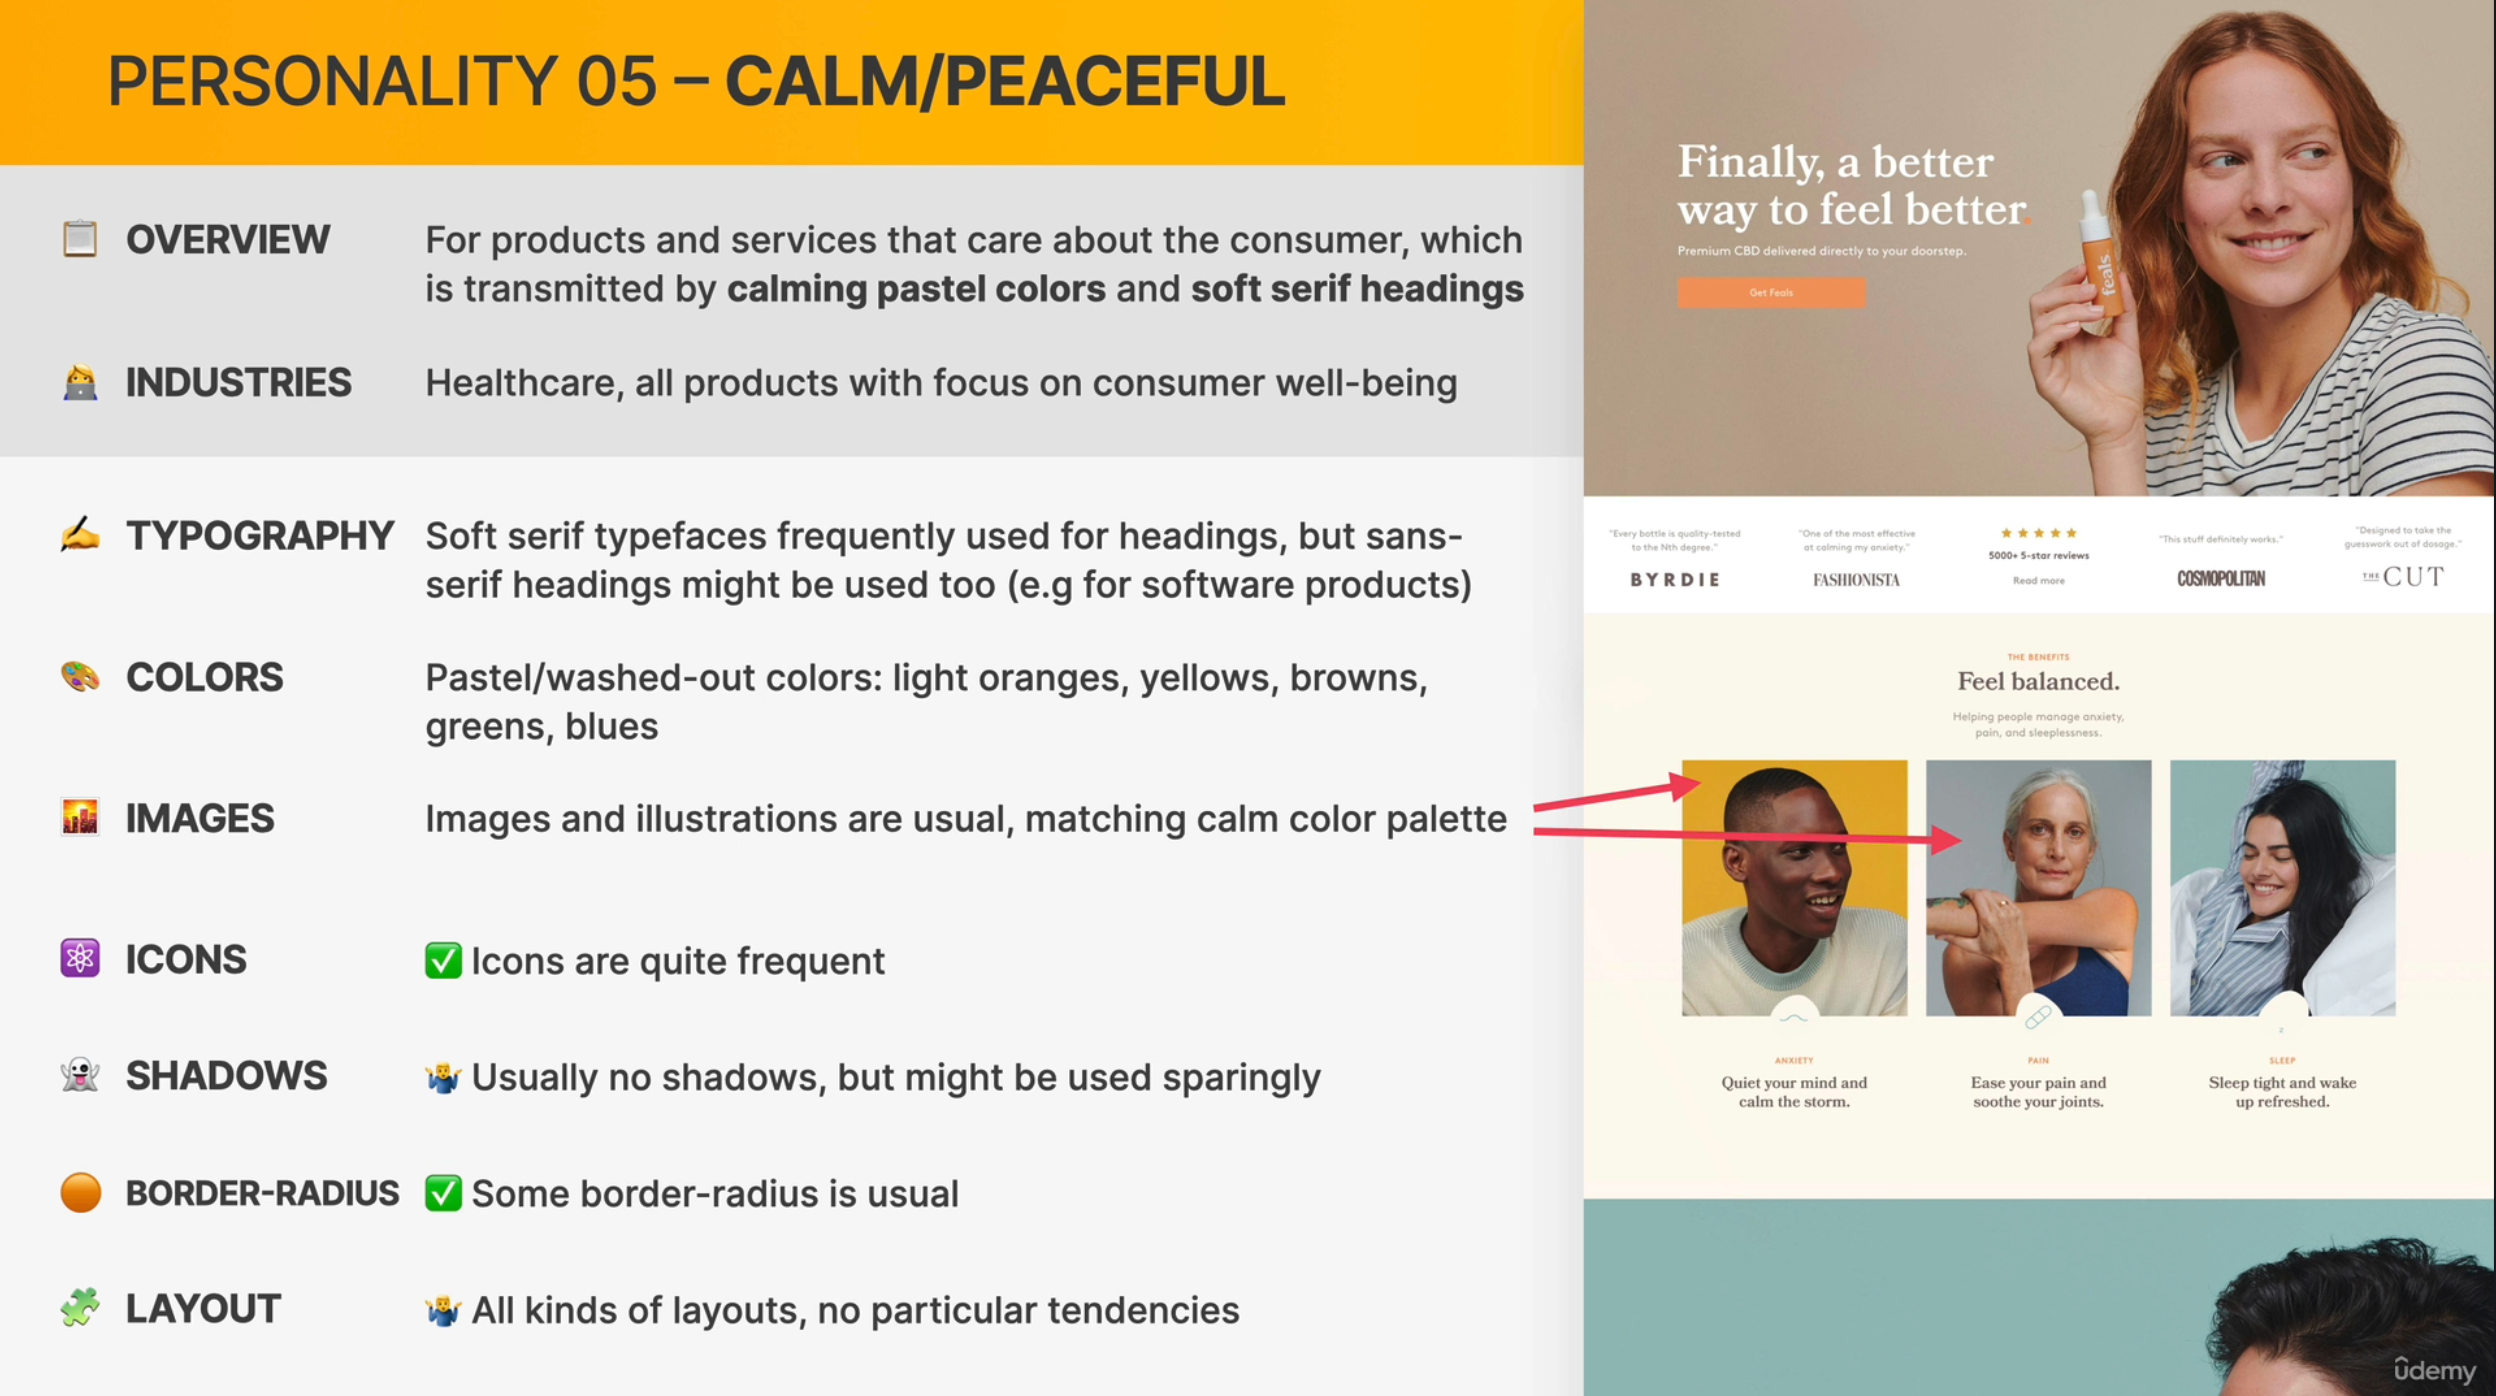 PERSONALITY 05 – CALM/PEACEFUL
OVERVIEW
For products and services that care about the consumer, which
is transmitted by calming pastel colors and soft serif headings
INDUSTRIES
Healthcare, all products with focus on consumer well-being
TYPOGRAPHY
Soft serif typefaces frequently used for headings, but sans-
serif headings might be used too (e.g for software products)
COLORS
Pastel/washed-out colors: light oranges, yellows, browns,
greens, blues
IMAGES
Images and illustrations are usual, matching calm color palette
ICONS
Icons are quite frequent
SHADOWS
Usually no shadows, but might be used sparingly
BORDER-RADIUS
Some border-radius is usual
LAYOUT
All kinds of layouts, no particular tendencies
Finally, a better
way to feel better.
Premium CBD delivered directly to your doorstep.
Get Feals
feals
"Every bottle is quality-tested
to the Nth degree."
BYRDIE
"One of the most effective
at calming my anxiety."
FASHIONISTA
5000+ 5-star reviews
Read more
"This stuff definitely works."
COSMOPOLITAN
"Designed to take the
guesswork out of dosage."
THE CUT
THE BENEFITS
Feel balanced.
Helping people manage anxiety,
pain, and sleeplessness.
ANXIETY
Quiet your mind and
calm the storm.
PAIN
Ease your pain and
soothe your joints.
z
SLEEP
Sleep tight and wake
up refreshed.
udemy